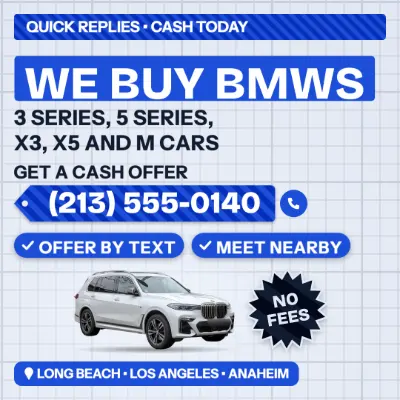 QUICK REPLIES • CASH TODAY
WE BUY BMWS
3 SERIES, 5 SERIES,
X3, X5 AND M CARS
GET A CASH OFFER
(213) 555-0140
OFFER BY TEXT
MEET NEARBY
NO
FEES
LONG BEACH • LOS ANGELES • ANAHEIM